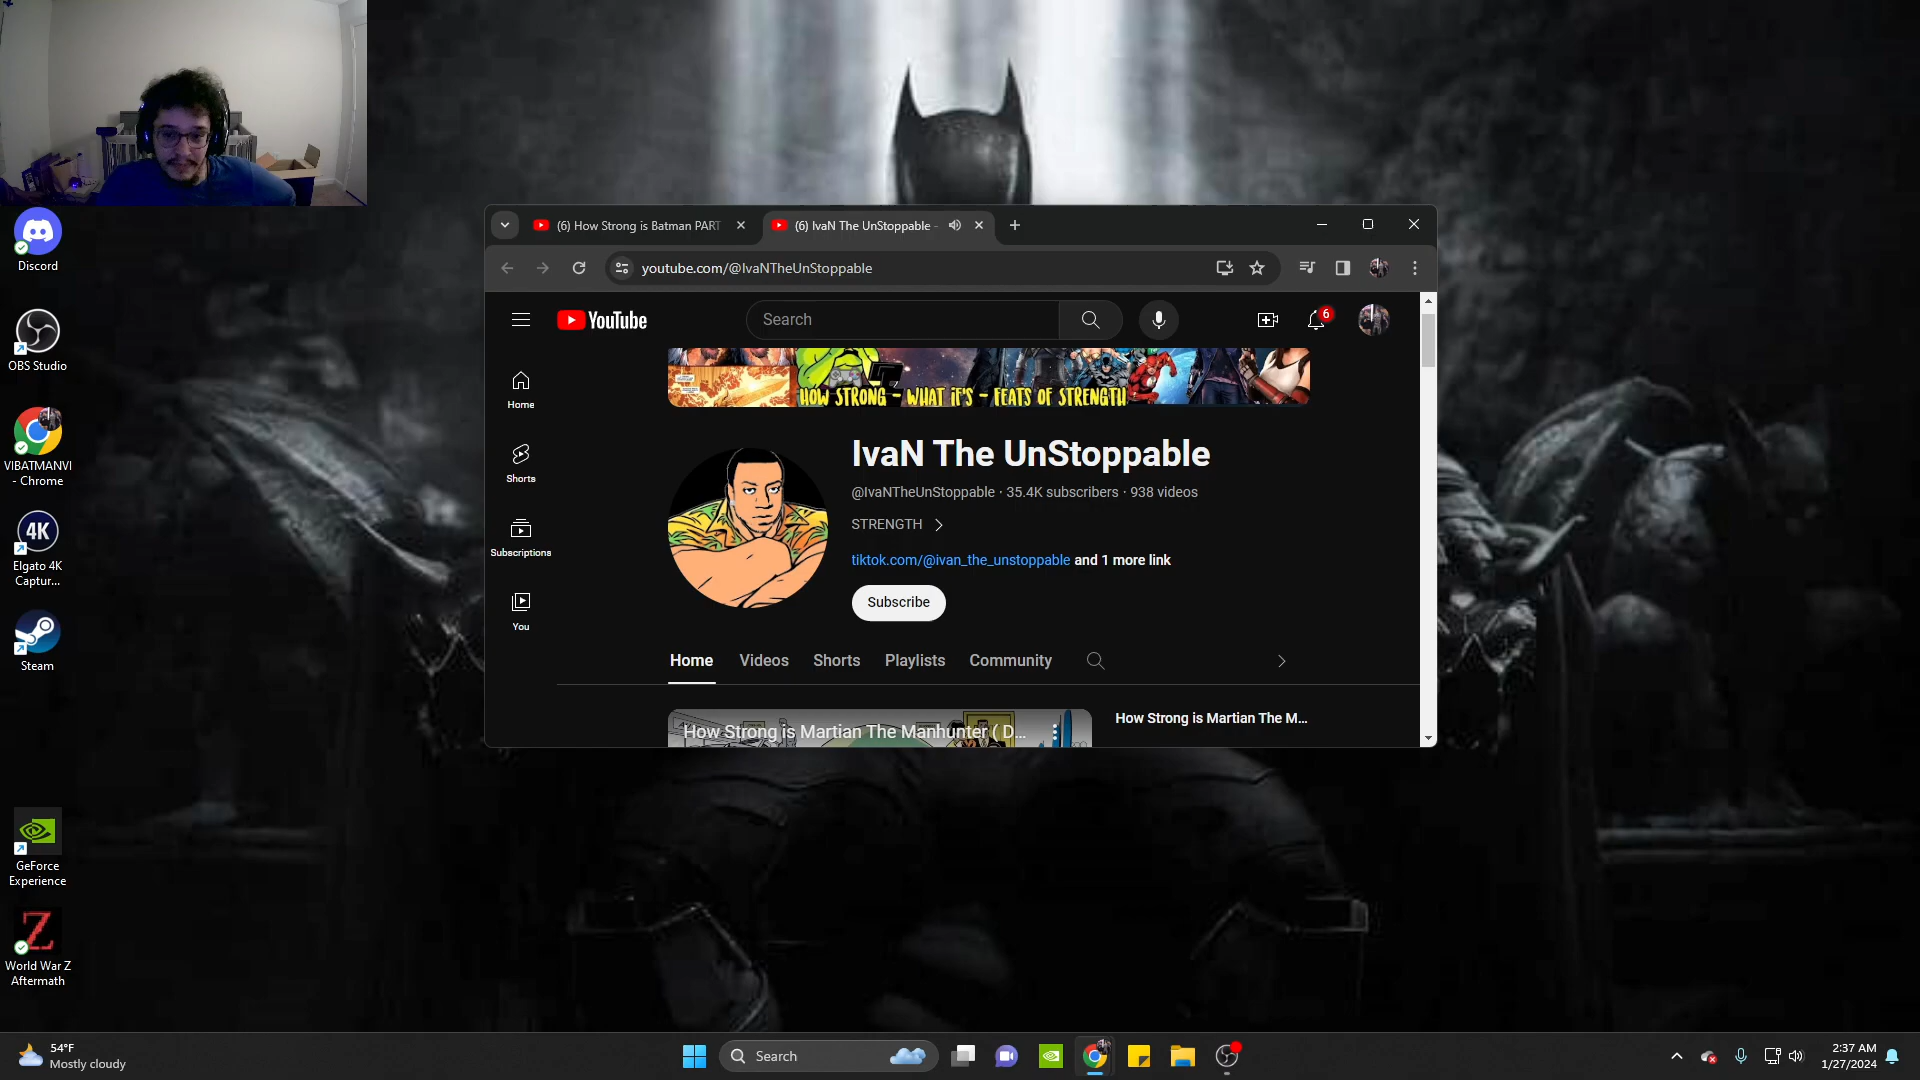 Discord
OBS Studio
VIBATMANVI
- Chrome
4K
Elgato 4K
Captur...
Steam
GeForce
Experience
Z
World War Z
Aftermath
(6) How Strong is Batman PART
(6) IvaN The UnStoppable -
youtube.com/@IvaNTheUnStoppable
YouTube
Search
6
Home
Shorts
Subscriptions
You
HOW STRONG - WHAT iF'S - FEATS OF STRENGTH
IvaN The UnStoppable
@IvaNTheUnStoppable · 35.4K subscribers · 938 videos
STRENGTH
tiktok.com/@ivan_the_unstoppable and 1 more link
Subscribe
Home
Videos
Shorts
Playlists
Community
How Strong is Martian The Manhunter ( D...
How Strong is Martian The M...
54°F
Mostly cloudy
Search
2:37 AM
1/27/2024